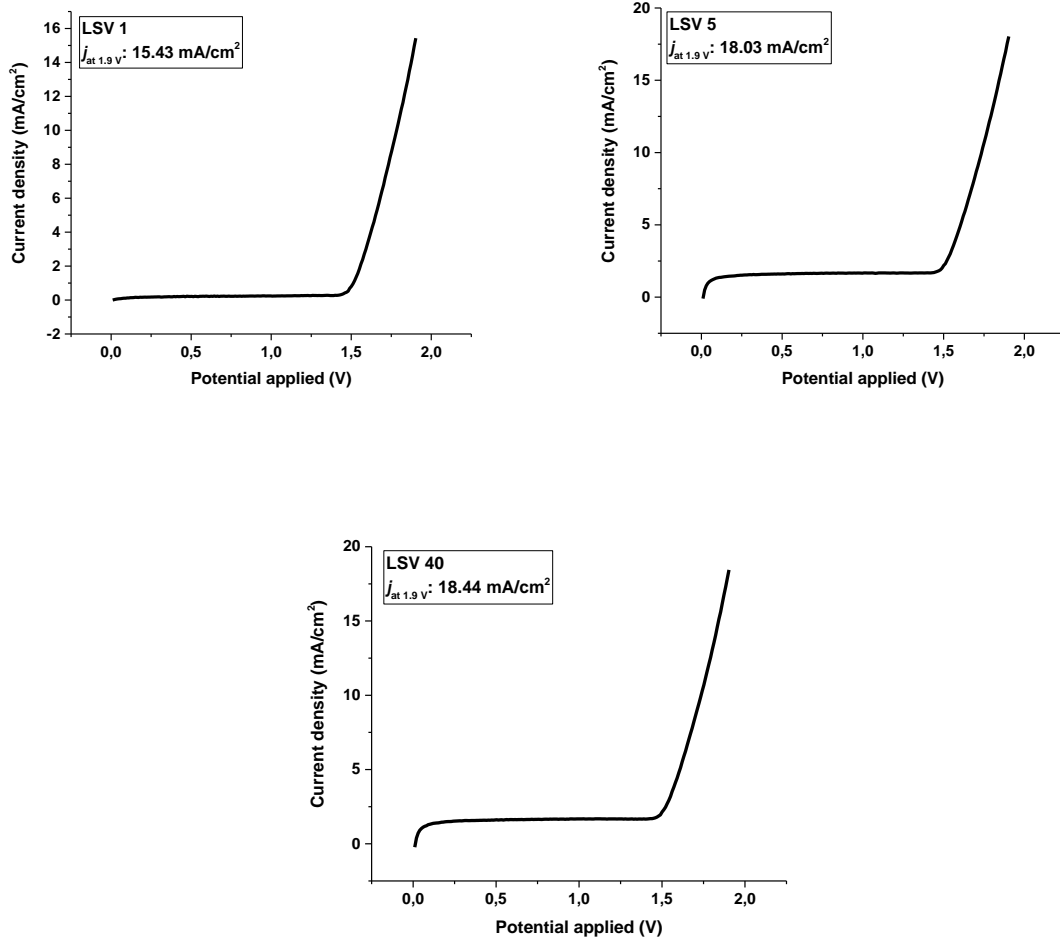 LSV 1
j at 1.9 V: 15.43 mA/cm²
16
14
12
10
8
6
4
2
0
-2
Current density (mA/cm²)
0,0 0,5 1,0 1,5 2,0
Potential applied (V)
LSV 5
j at 1.9 V: 18.03 mA/cm²
20
15
10
5
0
Current density (mA/cm²)
0,0 0,5 1,0 1,5 2,0
Potential applied (V)
LSV 40
j at 1.9 V: 18.44 mA/cm²
20
15
10
5
0
Current density (mA/cm²)
0,0 0,5 1,0 1,5 2,0
Potential applied (V)